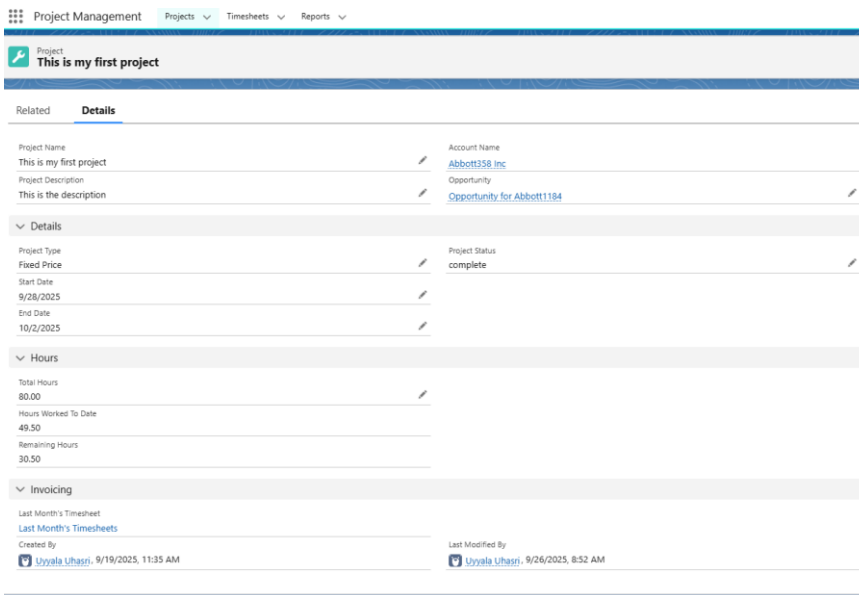 Project Management Projects Timesheets Reports
Project
This is my first project
Related Details
Project Name
This is my first project
Account Name
Abbott358 Inc
Project Description
This is the description
Opportunity
Opportunity for Abbott1184
Details
Project Type
Fixed Price
Project Status
complete
Start Date
9/28/2025
End Date
10/2/2025
Hours
Total Hours
80.00
Hours Worked To Date
49.50
Remaining Hours
30.50
Invoicing
Last Month's Timesheet
Last Month's Timesheets
Created By
Uyyala Uhasri, 9/19/2025, 11:35 AM
Last Modified By
Uyyala Uhasri, 9/26/2025, 8:52 AM